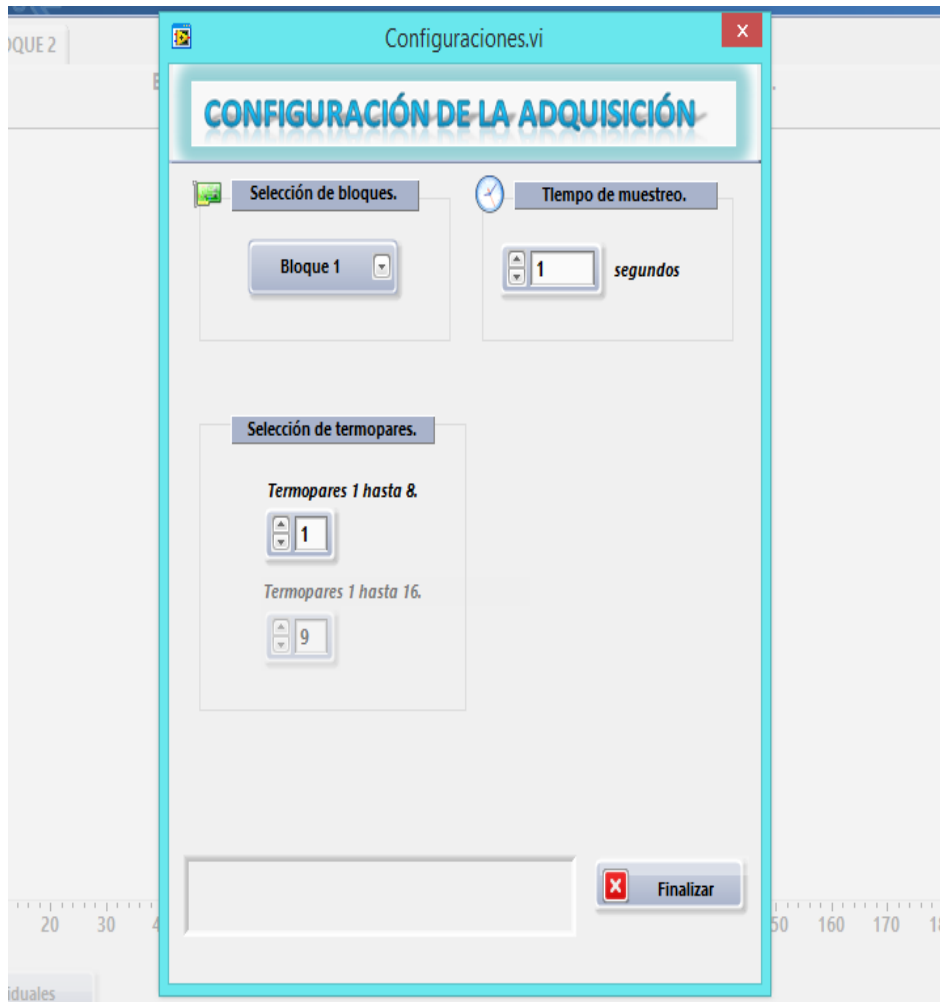 Configuraciones.vi
x
OQUE 2
CONFIGURACIÓN DE LA ADQUISICIÓN
Selección de bloques.
TIempo de muestreo.
Bloque 1
1
segundos
Selección de termopares.
Termopares 1 hasta 8.
1
Termopares 1 hasta 16.
9
Finalizar
20 30 4
50 160 170 18
iduales